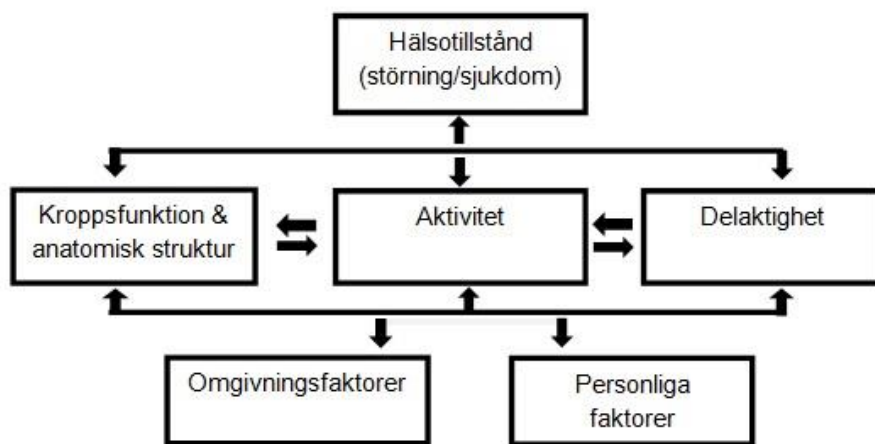 Hälsotillstånd
(störning/sjukdom)
Kroppsfunktion &
anatomisk struktur
Aktivitet
Delaktighet
Omgivningsfaktorer
Personliga
faktorer